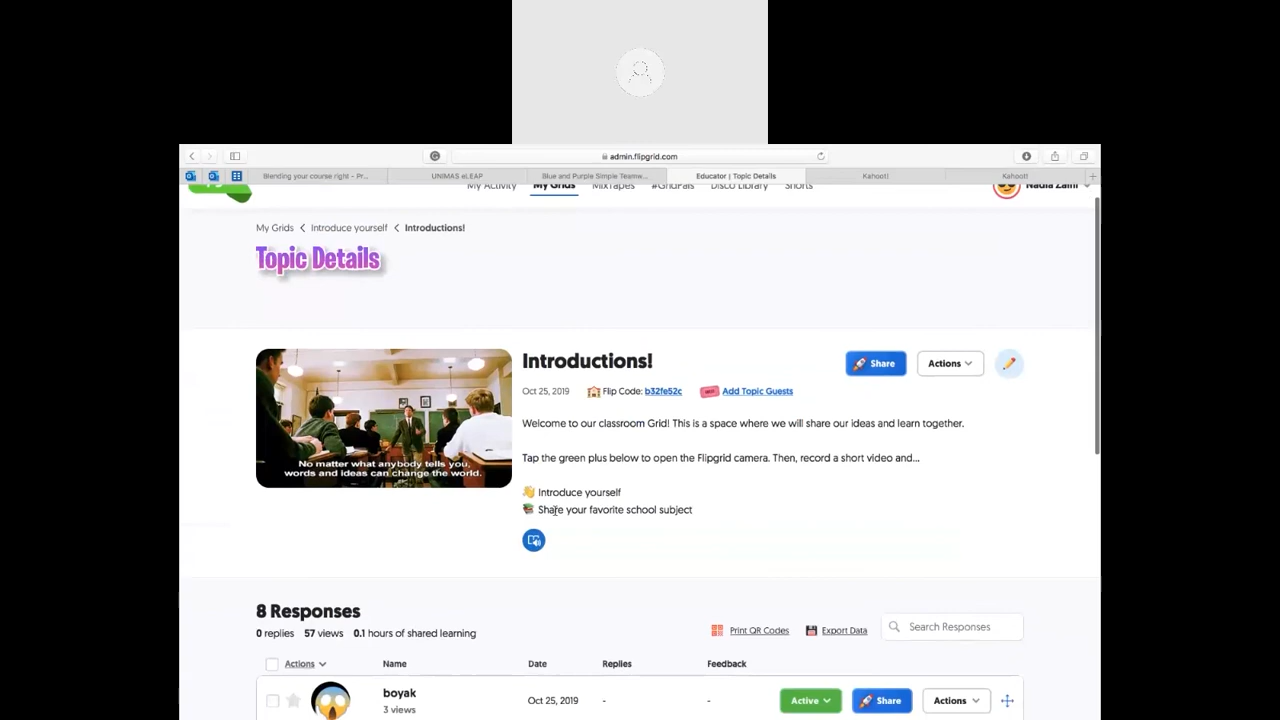 admin.flipgrid.com
Blending your course right - Pr...
UNIMAS eLEAP
Blue and Purple Simple Teamw...
Educator | Topic Details
Kahoot!
Kahoot!
My Activity
My Grids
MixTapes
#GridPals
Disco Library
Shorts
Nadia Zaini
My Grids
Introduce yourself
Introductions!
Topic Details
No matter what anybody tells you,
words and ideas can change the world.
Introductions!
Share
Actions
Oct 25, 2019
Flip Code: b32fe52c
Add Topic Guests
Welcome to our classroom Grid! This is a space where we will share our ideas and learn together.
Tap the green plus below to open the Flipgrid camera. Then, record a short video and...
Introduce yourself
Share your favorite school subject
8 Responses
0 replies 57 views 0.1 hours of shared learning
Print QR Codes
Export Data
Search Responses
Actions
Name
Date
Replies
Feedback
boyak
3 views
Oct 25, 2019
-
-
Active
Share
Actions